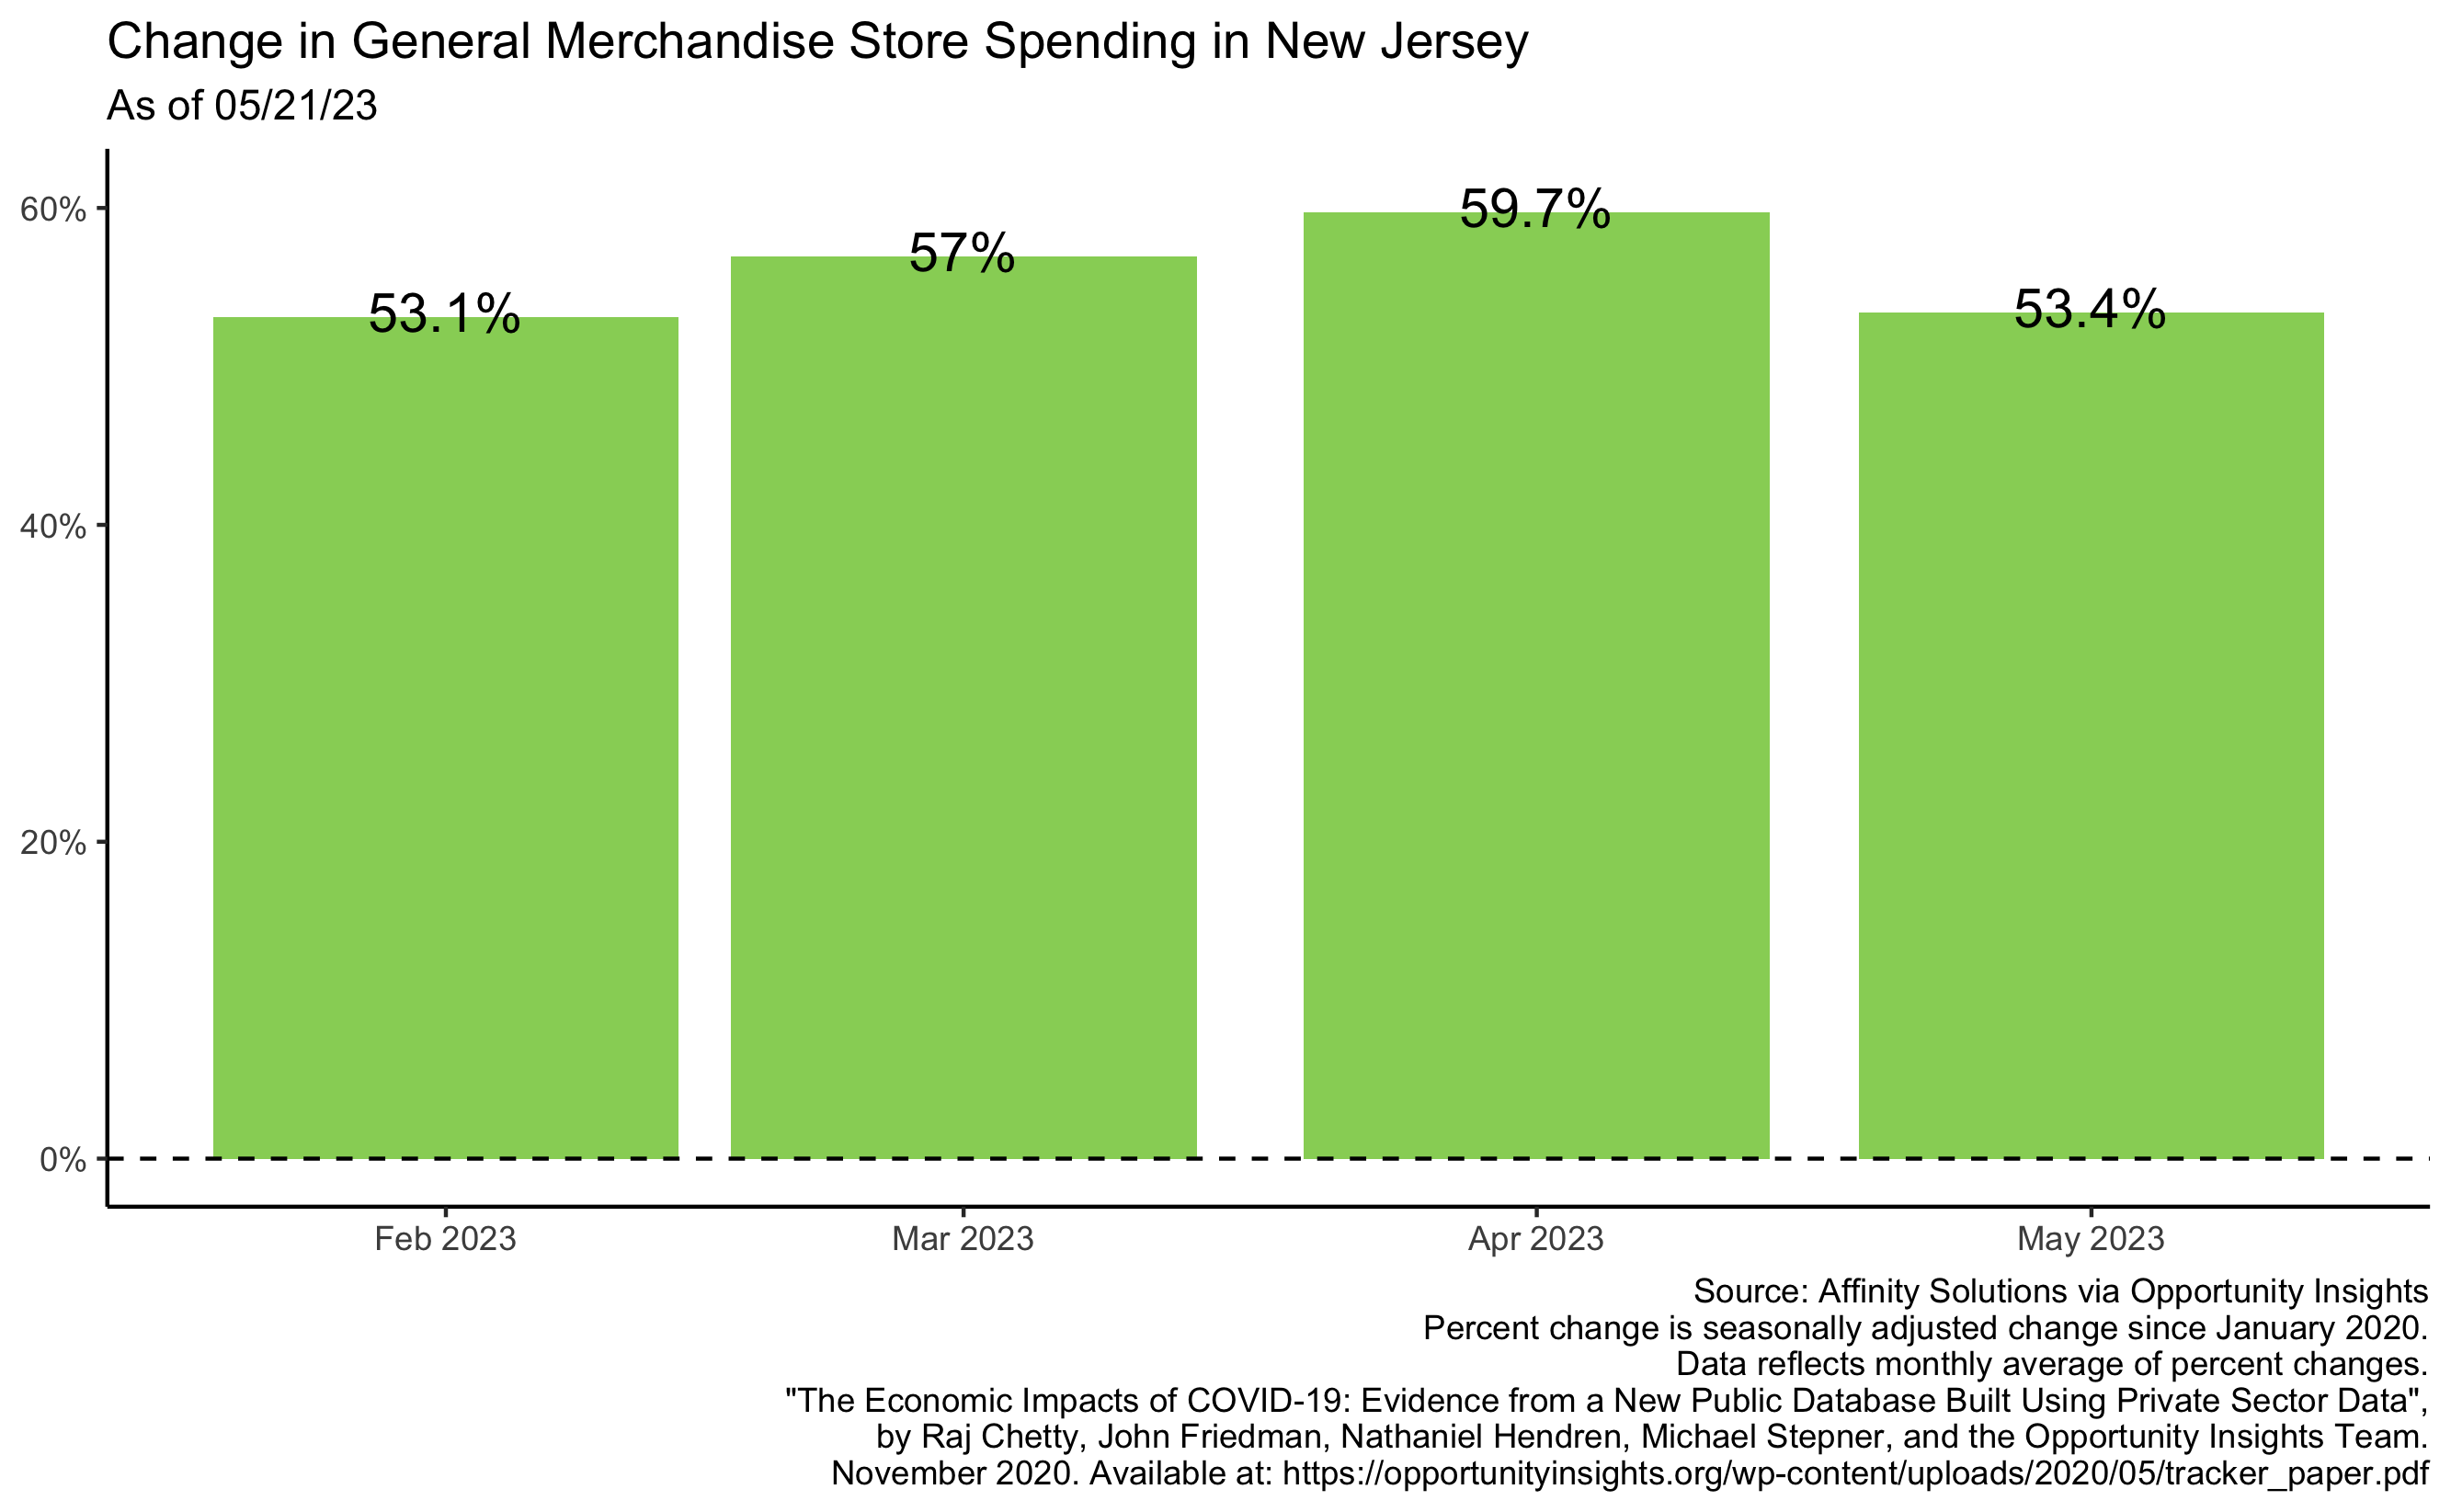 Change in General Merchandise Store Spending in New Jersey
As of 05/21/23
60%
40%
20%
0%
53.1%
57%
59.7%
53.4%
Feb 2023
Mar 2023
Apr 2023
May 2023
Source: Affinity Solutions via Opportunity Insights
Percent change is seasonally adjusted change since January 2020.
Data reflects monthly average of percent changes.
"The Economic Impacts of COVID-19: Evidence from a New Public Database Built Using Private Sector Data",
by Raj Chetty, John Friedman, Nathaniel Hendren, Michael Stepner, and the Opportunity Insights Team.
November 2020. Available at: https://opportunityinsights.org/wp-content/uploads/2020/05/tracker_paper.pdf